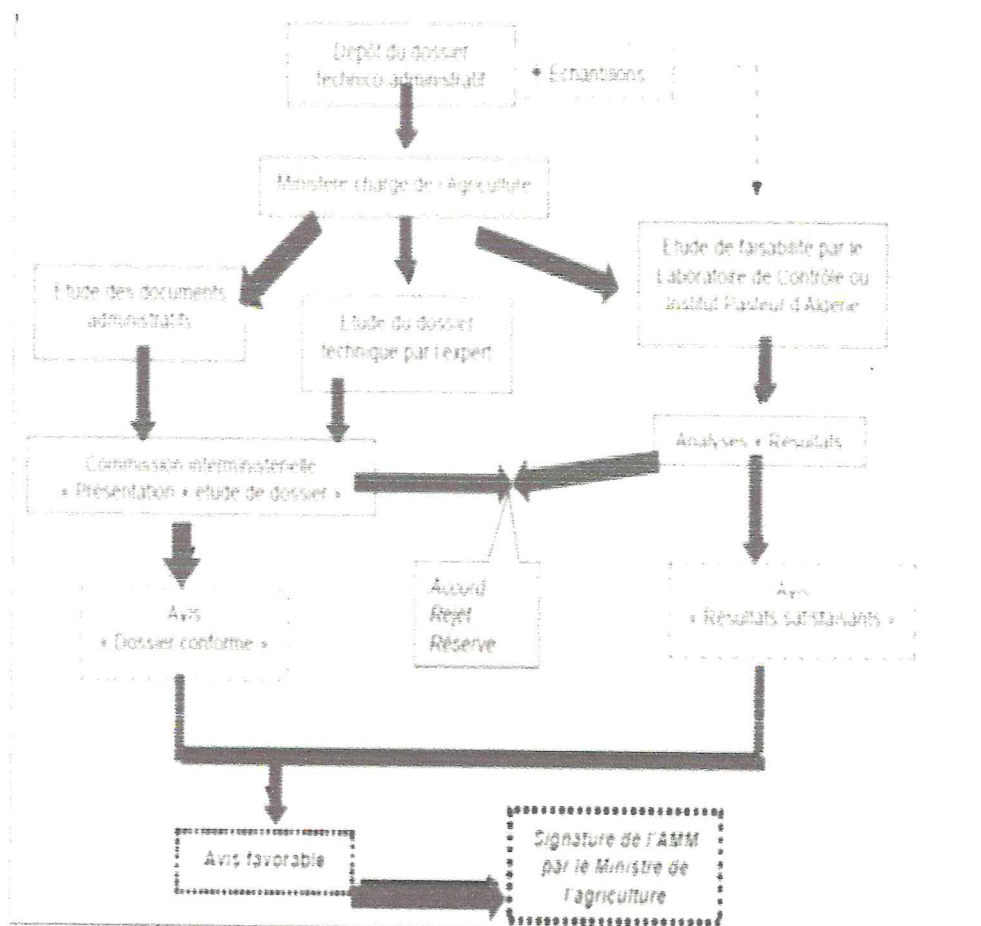 Dépôt du dossier
technico-administratif
+ Echantillons
Ministère chargé de l'Agriculture
Etude de faisabilité par le
Laboratoire de Contrôle ou
Institut Pasteur d'Algérie
Etude des documents
administratifs
Etude du dossier
technique par l'expert
Analyses + Résultats
Commission interministérielle
« Présentation + étude de dossier »
Accord
Rejet
Réserve
Avis
« Dossier conforme »
Avis
« Résultats satisfaisants »
Avis favorable
Signature de l'AMM
par le Ministre de
l'agriculture